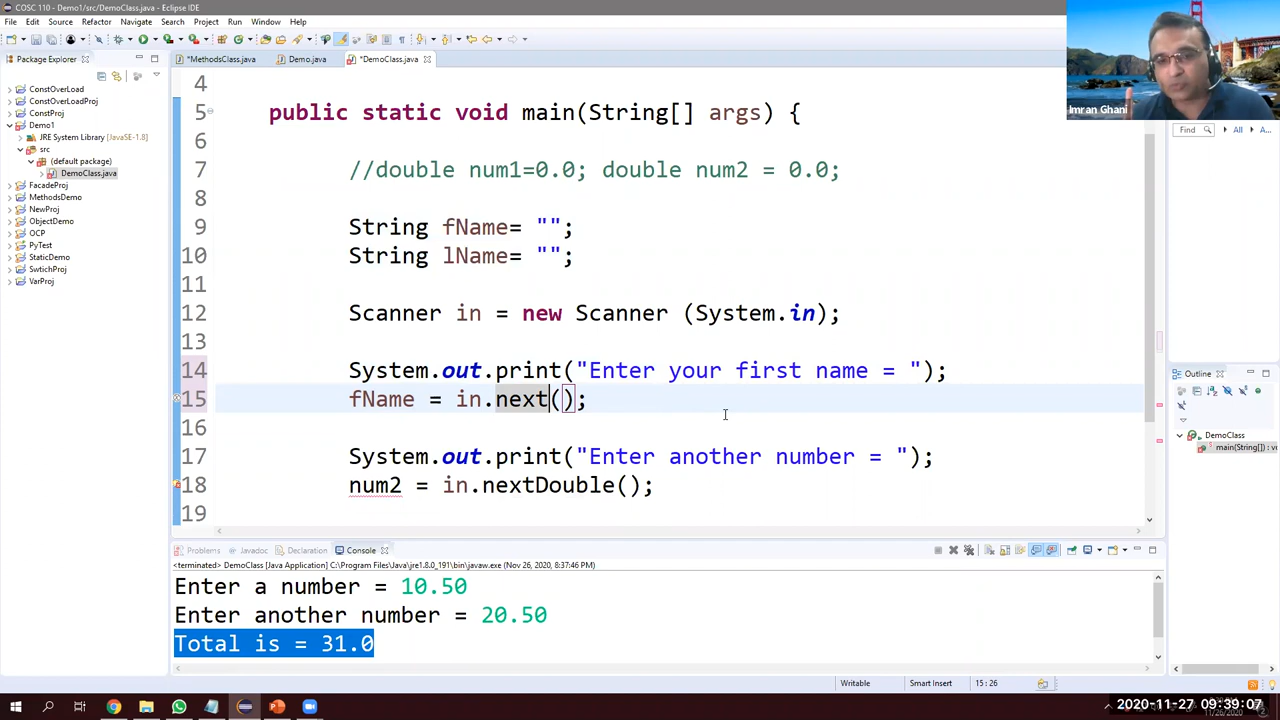 COSC 110 - Demo1/src/DemoClass.java - Eclipse IDE
File Edit Source Refactor Navigate Search Project Run Window Help
Package Explorer
*MethodsClass.java
Demo.java
*DemoClass.java
ConstOverLoad
ConstOverLoadProj
ConstProj
Demo1
JRE System Library [JavaSE-1.8]
src
(default package)
DemoClass.java
FacadeProj
MethodsDemo
NewProj
ObjectDemo
OCP
PyTest
StaticDemo
SwtichProj
VarProj
4
5 public static void main(String[] args) {
6
7 //double num1=0.0; double num2 = 0.0;
8
9 String fName= "";
10 String lName= "";
11
12 Scanner in = new Scanner (System.in);
13
14 System.out.print("Enter your first name = ");
15 fName = in.next();
16
17 System.out.print("Enter another number = ");
18 num2 = in.nextDouble();
19
Imran Ghani
Find
All
A...
Outline
DemoClass
main(String[]) : v
Problems Javadoc Declaration Console
<terminated> DemoClass [Java Application] C:\Program Files\Java\jre1.8.0_191\bin\javaw.exe (Nov 26, 2020, 8:37:46 PM)
Enter a number = 10.50
Enter another number = 20.50
Total is = 31.0
Writable
Smart Insert
15 : 26
2020-11-27 09:39:07